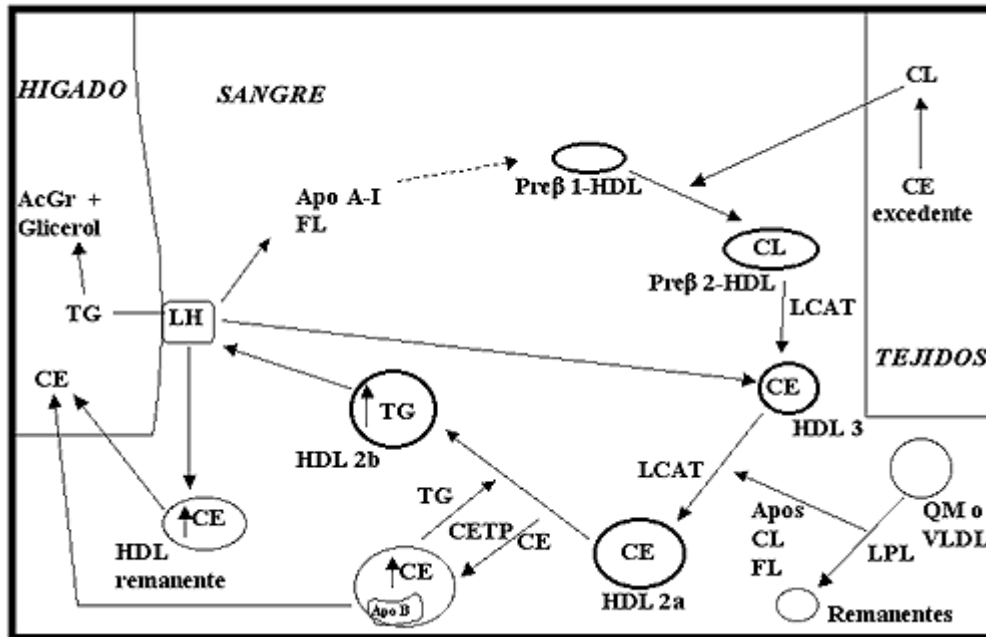 HIGADO
SANGRE
CL
Preβ 1-HDL
CE
excedente
AcGr +
Glicerol
Apo A-I
FL
CL
Preβ 2-HDL
TG
LH
LCAT
TEJIDOS
CE
CE
HDL 3
TG
HDL 2b
LCAT
TG
CETP
CE
CE
HDL
remanente
CE
Apo B
CE
HDL 2a
Apos
CL
FL
LPL
QM o
VLDL
Remanentes